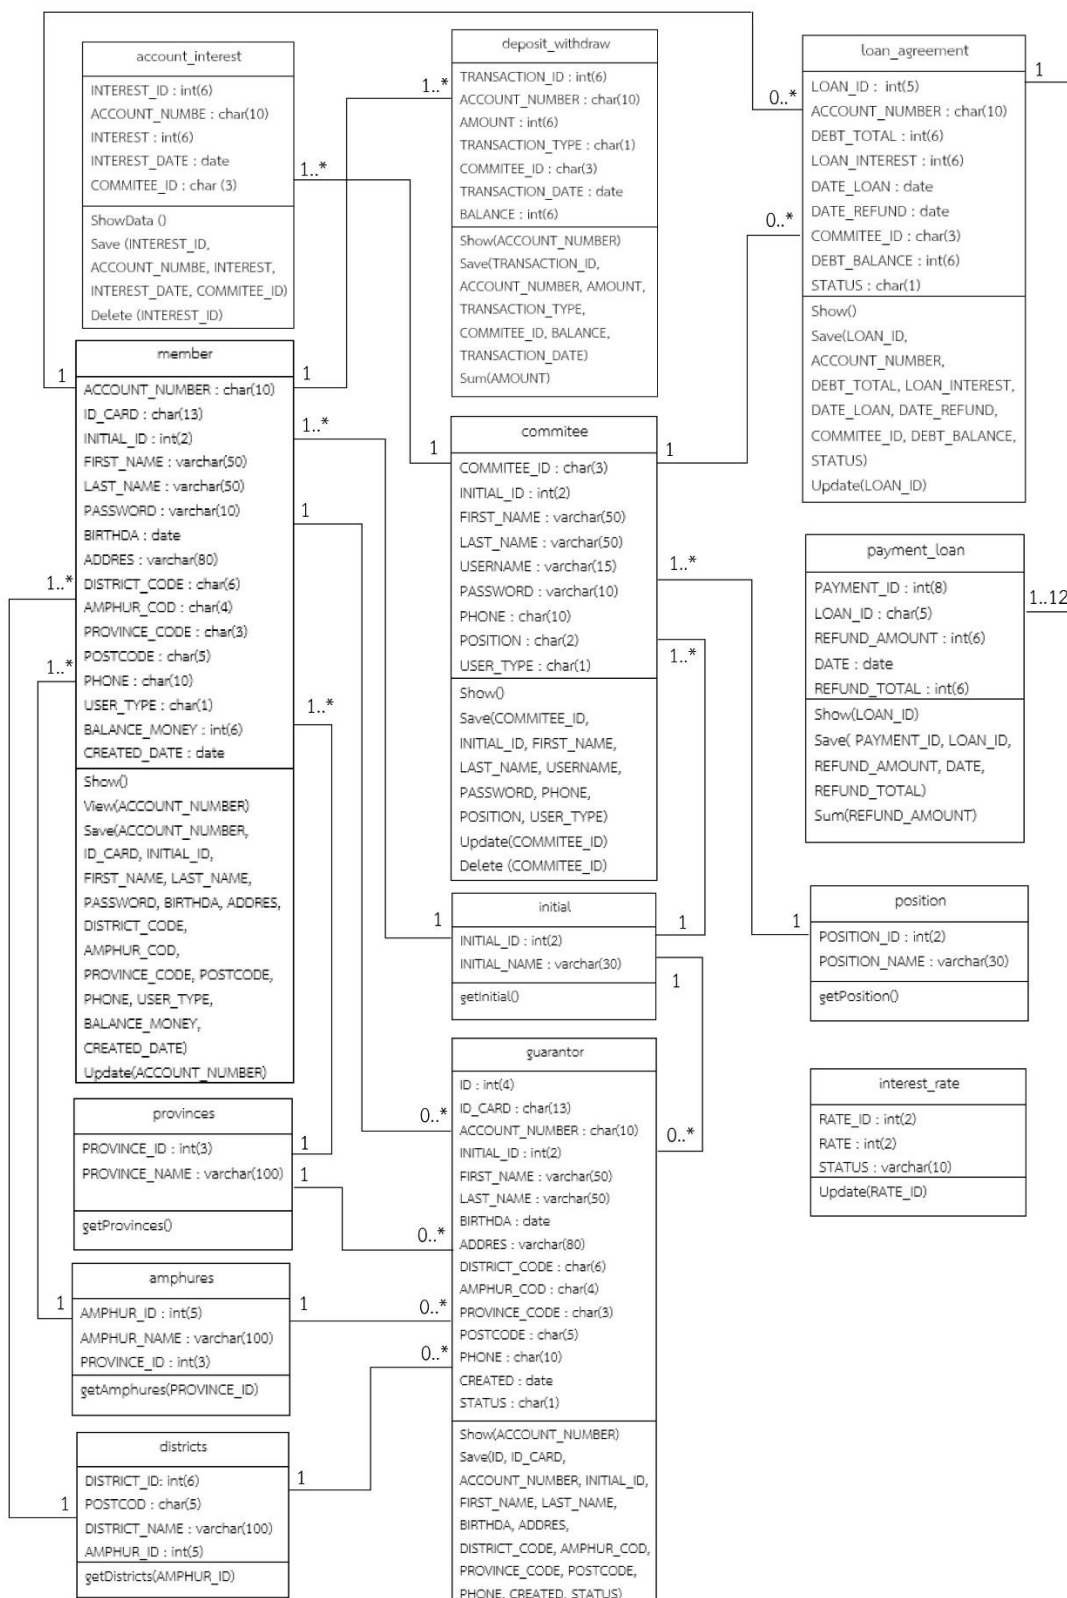 account_interest
INTEREST_ID : int(6)
ACCOUNT_NUMBE : char(10)
INTEREST : int(6)
INTEREST_DATE : date
COMMITEE_ID : char (3)
ShowData ()
Save (INTEREST_ID,
ACCOUNT_NUMBE, INTEREST,
INTEREST_DATE, COMMITEE_ID)
Delete (INTEREST_ID)
1..*
deposit_withdraw
TRANSACTION_ID : int(6)
ACCOUNT_NUMBER : char(10)
AMOUNT : int(6)
TRANSACTION_TYPE : char(1)
COMMITEE_ID : char(3)
TRANSACTION_DATE : date
BALANCE : int(6)
Show(ACCOUNT_NUMBER)
Save(TRANSACTION_ID,
ACCOUNT_NUMBER, AMOUNT,
TRANSACTION_TYPE,
COMMITEE_ID, BALANCE,
TRANSACTION_DATE)
Sum(AMOUNT)
1..*
loan_agreement
LOAN_ID : int(5)
ACCOUNT_NUMBER : char(10)
DEBT_TOTAL : int(6)
LOAN_INTEREST : int(6)
DATE_LOAN : date
DATE_REFUND : date
COMMITEE_ID : char(3)
DEBT_BALANCE : int(6)
STATUS : char(1)
Show()
Save(LOAN_ID,
ACCOUNT_NUMBER,
DEBT_TOTAL, LOAN_INTEREST,
DATE_LOAN, DATE_REFUND,
COMMITEE_ID, DEBT_BALANCE,
STATUS)
Update(LOAN_ID)
1
0..*
0..*
member
ACCOUNT_NUMBER : char(10)
ID_CARD : char(13)
INITIAL_ID : int(2)
FIRST_NAME : varchar(50)
LAST_NAME : varchar(50)
PASSWORD : varchar(10)
BIRTHDA : date
ADDRES : varchar(80)
DISTRICT_CODE : char(6)
AMPHUR_COD : char(4)
PROVINCE_CODE : char(3)
POSTCODE : char(5)
PHONE : char(10)
USER_TYPE : char(1)
BALANCE_MONEY : int(6)
CREATED_DATE : date
Show()
View(ACCOUNT_NUMBER)
Save(ACCOUNT_NUMBER,
ID_CARD, INITIAL_ID,
FIRST_NAME, LAST_NAME,
PASSWORD, BIRTHDA, ADDRES,
DISTRICT_CODE,
AMPHUR_COD,
PROVINCE_CODE, POSTCODE,
PHONE, USER_TYPE,
BALANCE_MONEY,
CREATED_DATE)
Update(ACCOUNT_NUMBER)
1
1
1..*
1
1..*
1..*
1..*
commitee
COMMITEE_ID : char(3)
INITIAL_ID : int(2)
FIRST_NAME : varchar(50)
LAST_NAME : varchar(50)
USERNAME : varchar(15)
PASSWORD : varchar(10)
PHONE : char(10)
POSITION : char(2)
USER_TYPE : char(1)
Show()
Save(COMMITEE_ID,
INITIAL_ID, FIRST_NAME,
LAST_NAME, USERNAME,
PASSWORD, PHONE,
POSITION, USER_TYPE)
Update(COMMITEE_ID)
Delete (COMMITEE_ID)
1
1
1..*
1..*
payment_loan
PAYMENT_ID : int(8)
LOAN_ID : char(5)
REFUND_AMOUNT : int(6)
DATE : date
REFUND_TOTAL : int(6)
Show(LOAN_ID)
Save( PAYMENT_ID, LOAN_ID,
REFUND_AMOUNT, DATE,
REFUND_TOTAL)
Sum(REFUND_AMOUNT)
1..12
initial
INITIAL_ID : int(2)
INITIAL_NAME : varchar(30)
getInitial()
1
1
1
position
POSITION_ID : int(2)
POSITION_NAME : varchar(30)
getPosition()
1
provinces
PROVINCE_ID : int(3)
PROVINCE_NAME : varchar(100)
getProvinces()
1
1
guarantor
ID : int(4)
ID_CARD : char(13)
ACCOUNT_NUMBER : char(10)
INITIAL_ID : int(2)
FIRST_NAME : varchar(50)
LAST_NAME : varchar(50)
BIRTHDA : date
ADDRES : varchar(80)
DISTRICT_CODE : char(6)
AMPHUR_COD : char(4)
PROVINCE_CODE : char(3)
POSTCODE : char(5)
PHONE : char(10)
CREATED : date
STATUS : char(1)
Show(ACCOUNT_NUMBER)
Save(ID, ID_CARD,
ACCOUNT_NUMBER, INITIAL_ID,
FIRST_NAME, LAST_NAME,
BIRTHDA, ADDRES,
DISTRICT_CODE, AMPHUR_COD,
PROVINCE_CODE, POSTCODE,
PHONE, CREATED, STATUS)
0..*
0..*
0..*
0..*
0..*
interest_rate
RATE_ID : int(2)
RATE : int(2)
STATUS : varchar(10)
Update(RATE_ID)
amphures
AMPHUR_ID : int(5)
AMPHUR_NAME : varchar(100)
PROVINCE_ID : int(3)
getAmphures(PROVINCE_ID)
1
1
districts
DISTRICT_ID: int(6)
POSTCOD : char(5)
DISTRICT_NAME : varchar(100)
AMPHUR_ID : int(5)
getDistricts(AMPHUR_ID)
1
1